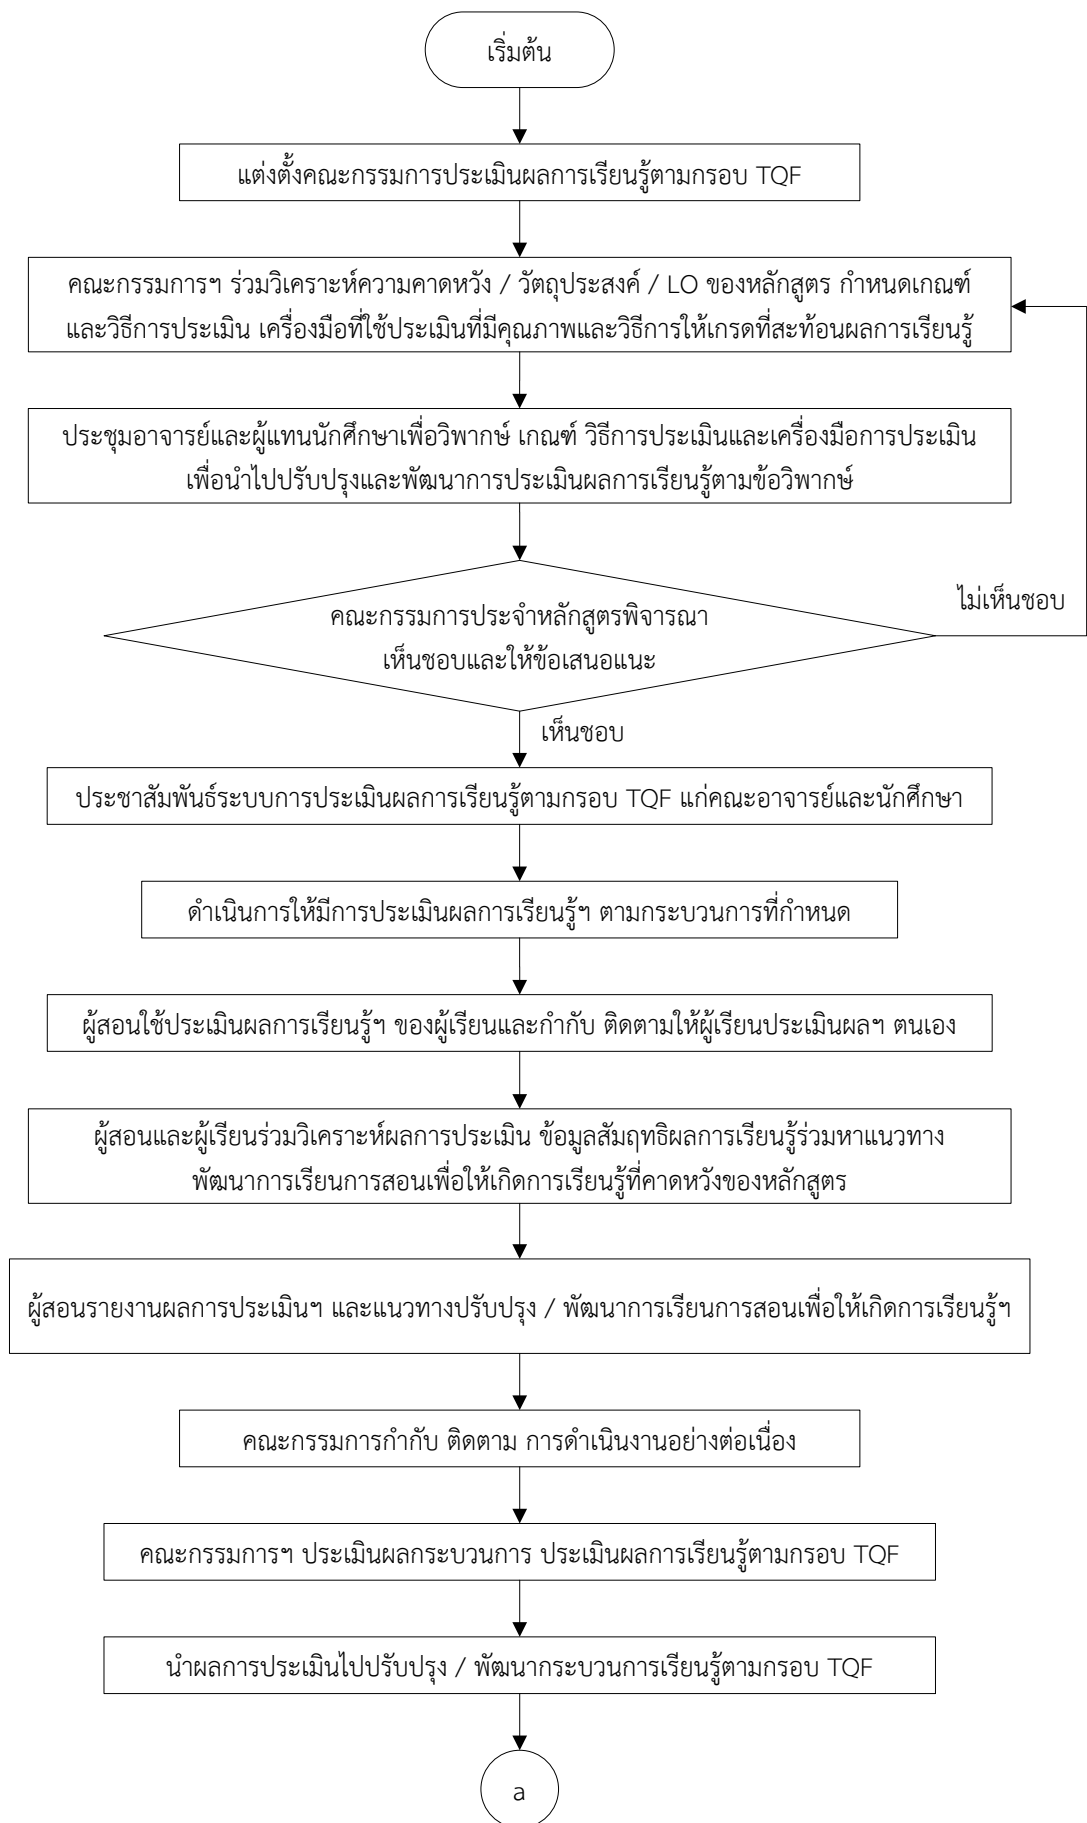 เริ่มต้น
แต่งตั้งคณะกรรมการประเมินผลการเรียนรู้ตามกรอบ TQF
คณะกรรมการฯ ร่วมวิเคราะห์ความคาดหวัง / วัตถุประสงค์ / LO ของหลักสูตร กำหนดเกณฑ์
และวิธีการประเมิน เครื่องมือที่ใช้ประเมินที่มีคุณภาพและวิธีการให้เกรดที่สะท้อนผลการเรียนรู้
ประชุมอาจารย์และผู้แทนนักศึกษาเพื่อวิพากษ์ เกณฑ์ วิธีการประเมินและเครื่องมือการประเมิน
เพื่อนำไปปรับปรุงและพัฒนาการประเมินผลการเรียนรู้ตามข้อวิพากษ์
ไม่เห็นชอบ
คณะกรรมการประจำหลักสูตรพิจารณา
เห็นชอบและให้ข้อเสนอแนะ
เห็นชอบ
ประชาสัมพันธ์ระบบการประเมินผลการเรียนรู้ตามกรอบ TQF แก่คณะอาจารย์และนักศึกษา
ดำเนินการให้มีการประเมินผลการเรียนรู้ฯ ตามกระบวนการที่กำหนด
ผู้สอนใช้ประเมินผลการเรียนรู้ฯ ของผู้เรียนและกำกับ ติดตามให้ผู้เรียนประเมินผลฯ ตนเอง
ผู้สอนและผู้เรียนร่วมวิเคราะห์ผลการประเมิน ข้อมูลสัมฤทธิผลการเรียนรู้ร่วมหาแนวทาง
พัฒนาการเรียนการสอนเพื่อให้เกิดการเรียนรู้ที่คาดหวังของหลักสูตร
ผู้สอนรายงานผลการประเมินฯ และแนวทางปรับปรุง / พัฒนาการเรียนการสอนเพื่อให้เกิดการเรียนรู้ฯ
คณะกรรมการกำกับ ติดตาม การดำเนินงานอย่างต่อเนื่อง
คณะกรรมการฯ ประเมินผลกระบวนการ ประเมินผลการเรียนรู้ตามกรอบ TQF
นำผลการประเมินไปปรับปรุง / พัฒนากระบวนการเรียนรู้ตามกรอบ TQF
a